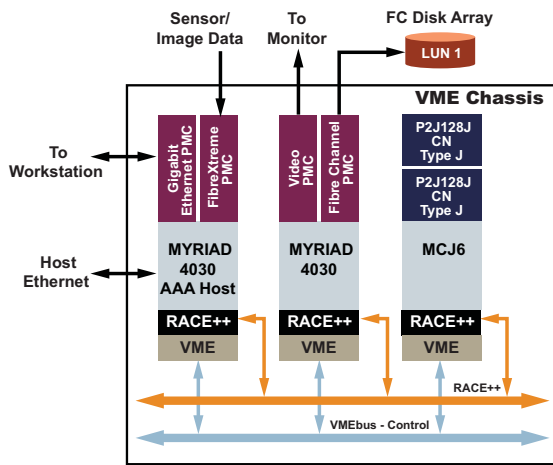 Sensor/
Image Data
To
Monitor
FC Disk Array
LUN 1
VME Chassis
To
Workstation
Gigabit
Ethernet PMC
FibreXtreme
PMC
Video
PMC
Fibre Channel
PMC
P2J128J
CN
Type J
P2J128J
CN
Type J
Host
Ethernet
MYRIAD
4030
AAA Host
MYRIAD
4030
MCJ6
RACE++
RACE++
RACE++
VME
VME
VME
RACE++
VMEbus - Control